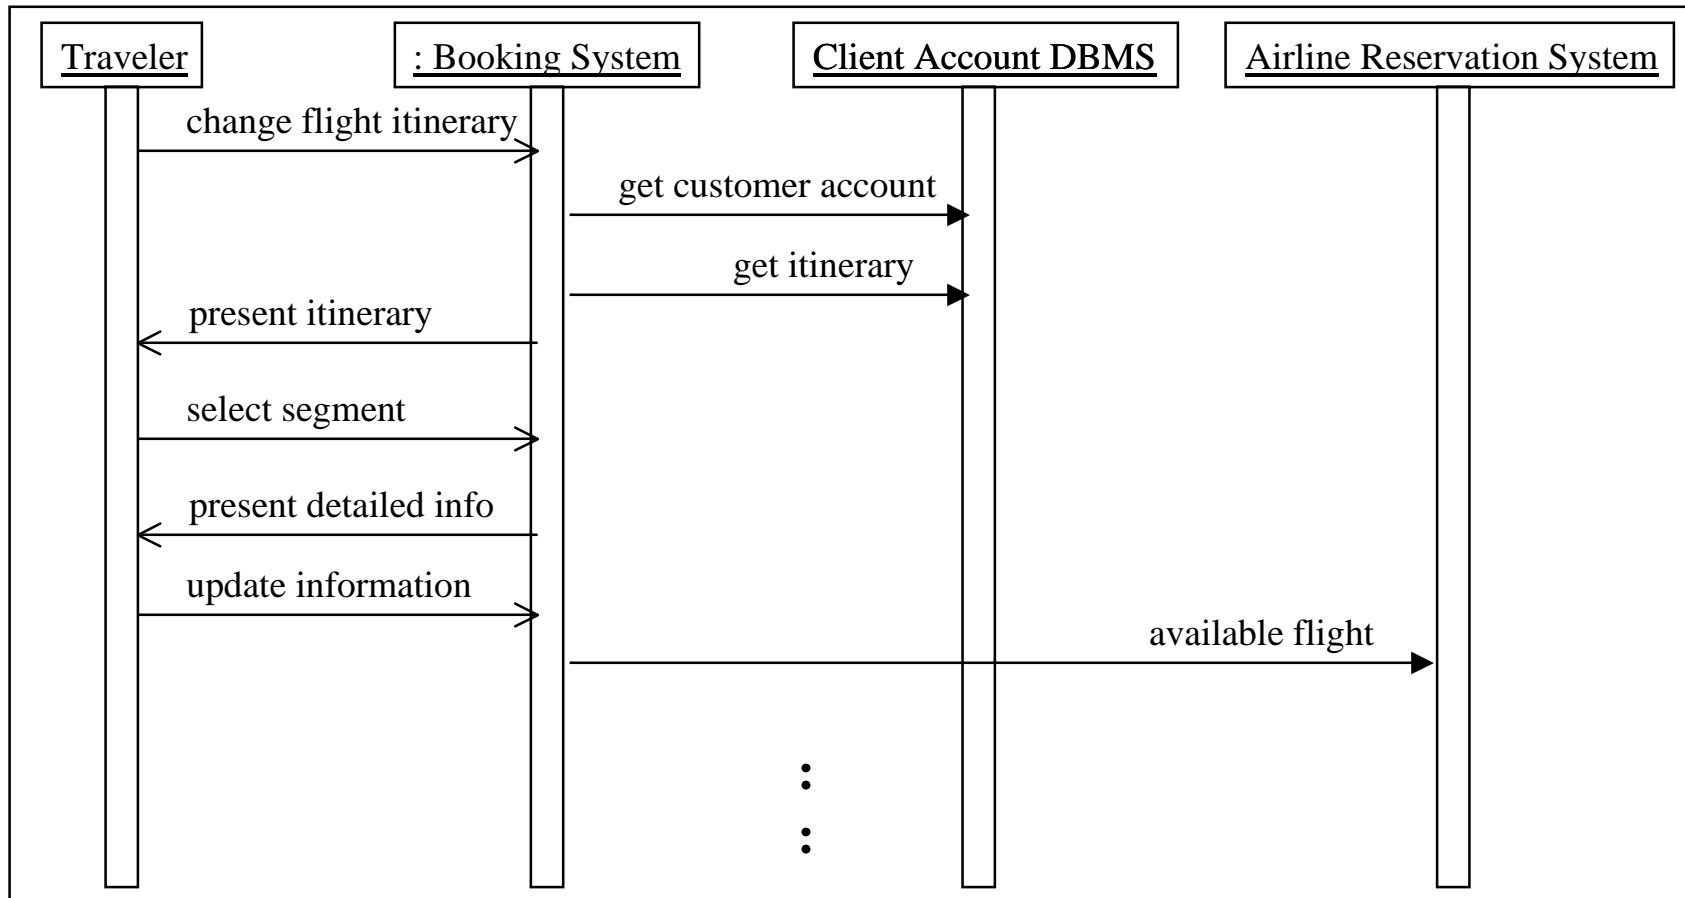 Traveler
: Booking System
Client Account DBMS
Airline Reservation System
change flight itinerary
get customer account
get itinerary
present itinerary
select segment
present detailed info
update information
available flight